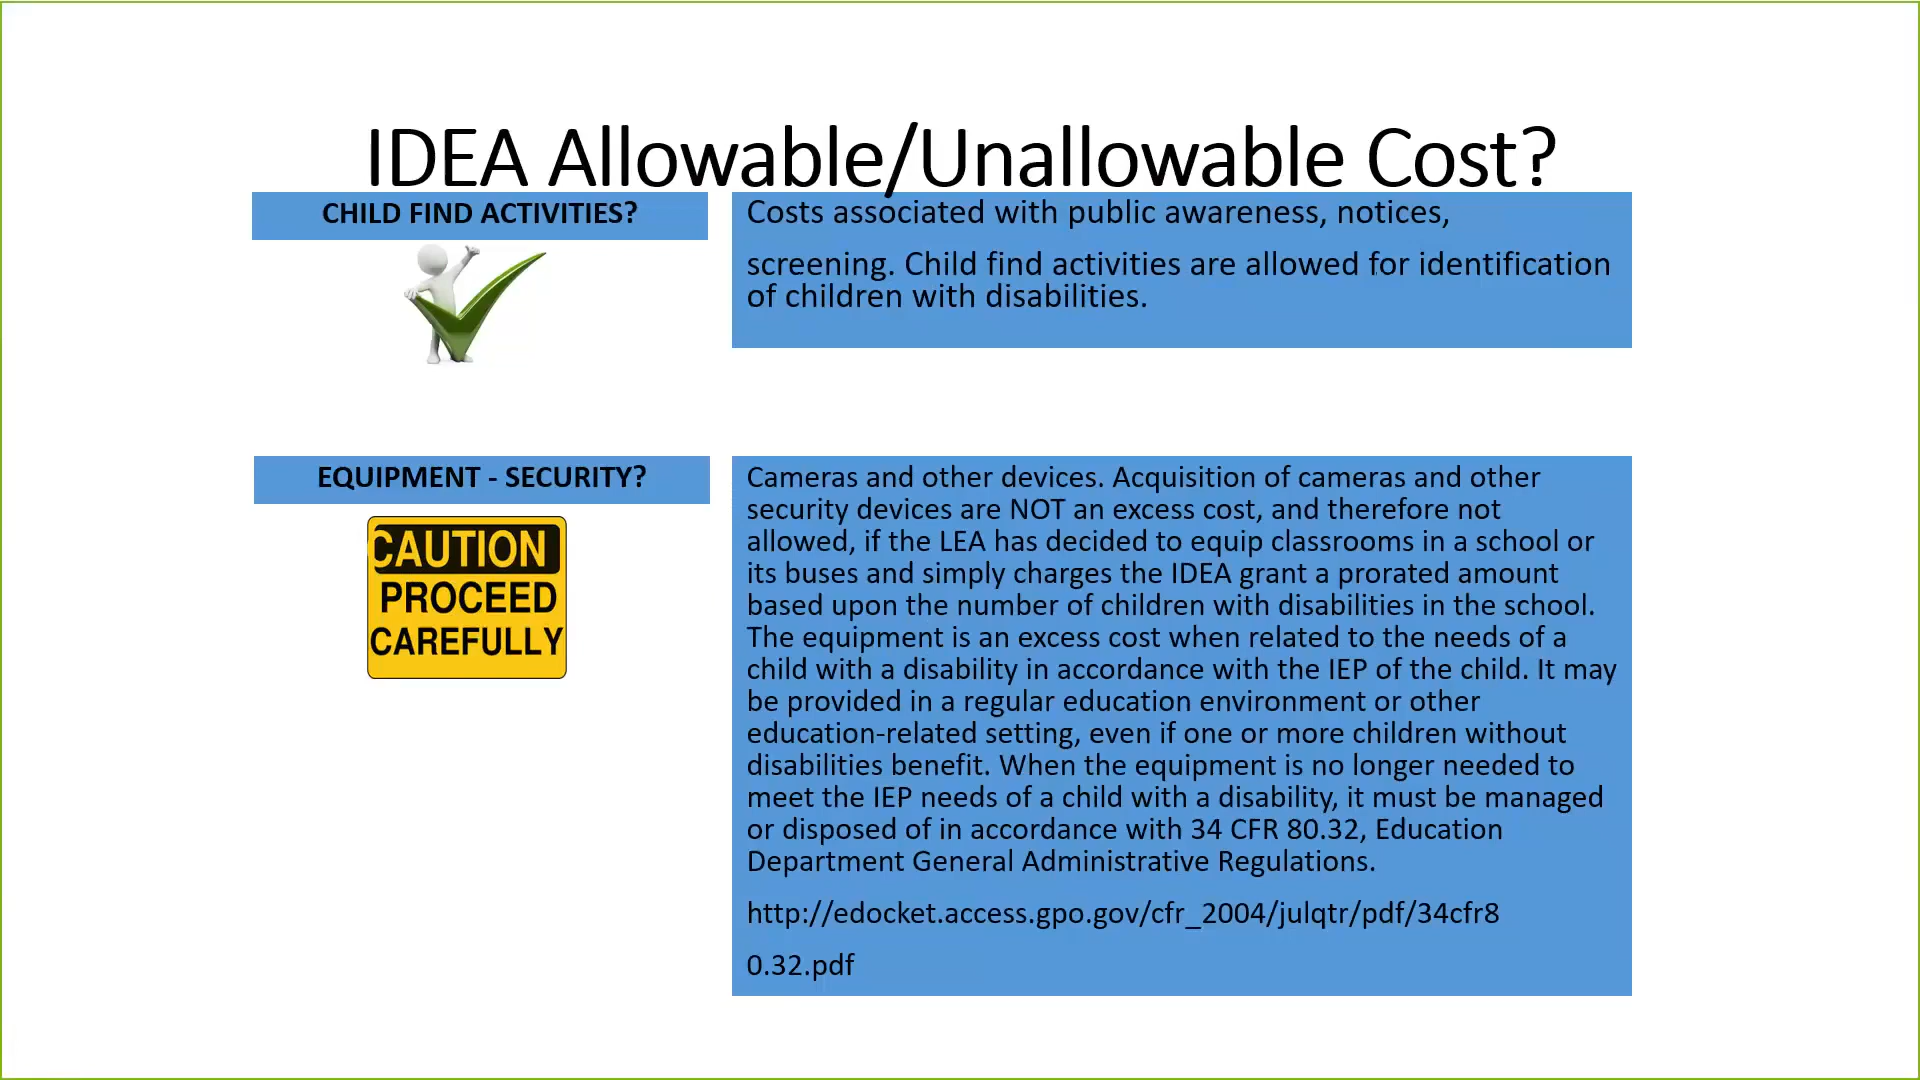 IDEA Allowable/Unallowable Cost?
CHILD FIND ACTIVITIES?
Costs associated with public awareness, notices,
screening. Child find activities are allowed for identification
of children with disabilities.
EQUIPMENT - SECURITY?
CAUTION
PROCEED
CAREFULLY
Cameras and other devices. Acquisition of cameras and other
security devices are NOT an excess cost, and therefore not
allowed, if the LEA has decided to equip classrooms in a school or
its buses and simply charges the IDEA grant a prorated amount
based upon the number of children with disabilities in the school.
The equipment is an excess cost when related to the needs of a
child with a disability in accordance with the IEP of the child. It may
be provided in a regular education environment or other
education-related setting, even if one or more children without
disabilities benefit. When the equipment is no longer needed to
meet the IEP needs of a child with a disability, it must be managed
or disposed of in accordance with 34 CFR 80.32, Education
Department General Administrative Regulations.
http://edocket.access.gpo.gov/cfr_2004/julqtr/pdf/34cfr8
0.32.pdf